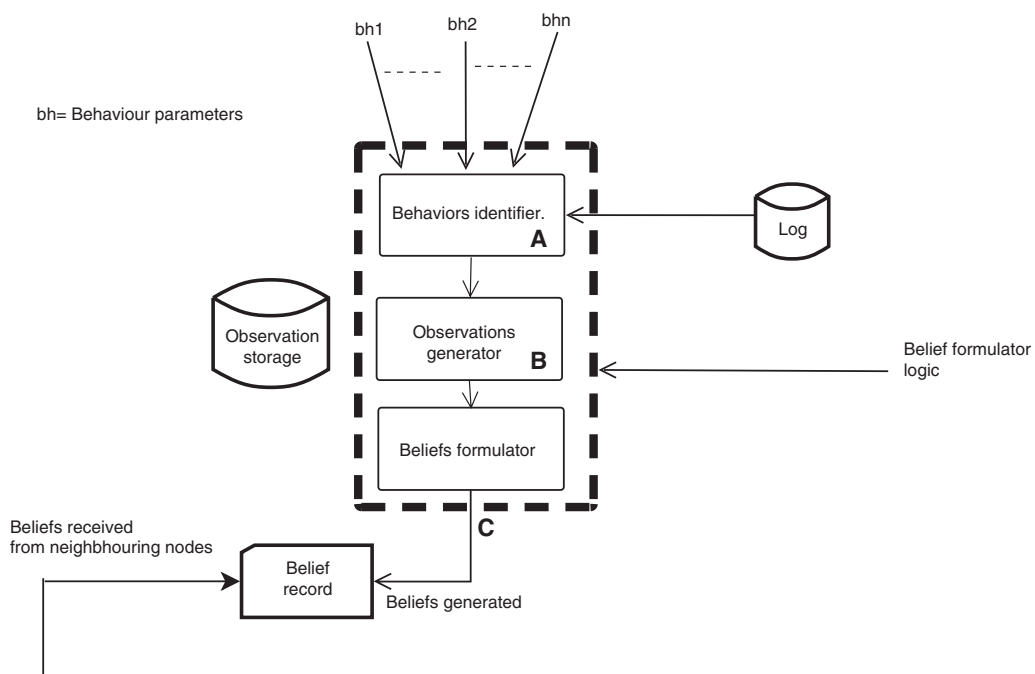 bh1
bh2
bhn
bh= Behaviour parameters
Behaviors identifier.
A
Log
Observation
storage
Observations
generator
B
Belief formulator
logic
Beliefs formulator
C
Beliefs received
from neighbhouring nodes
Belief
record
Beliefs generated